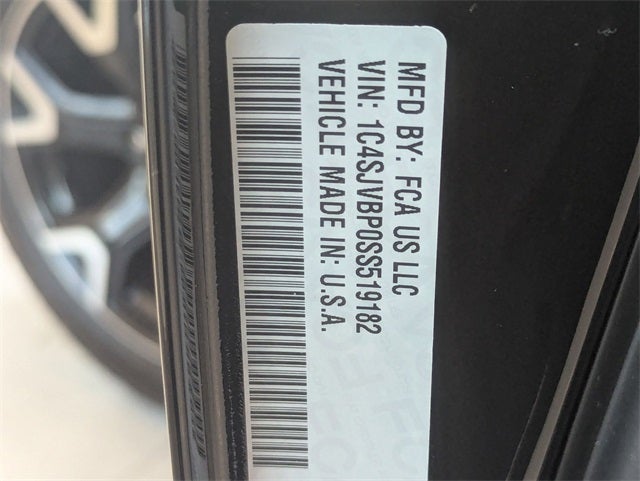 MFD BY: FCA US LLC
VIN: 1C4SJVBP0SS519182
VEHICLE MADE IN: U.S.A.